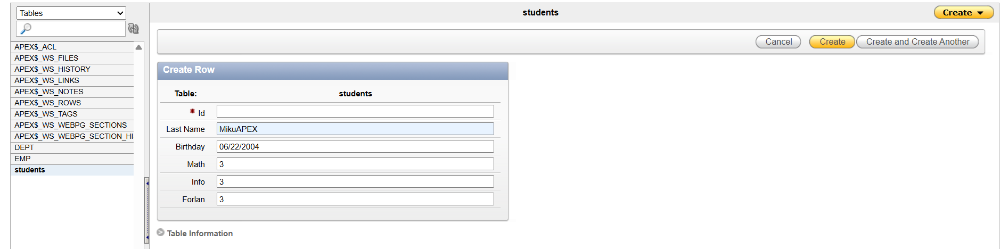 Tables
students
Create
Cancel
Create
Create and Create Another
APEX$_ACL
APEX$_WS_FILES
APEX$_WS_HISTORY
APEX$_WS_LINKS
APEX$_WS_NOTES
APEX$_WS_ROWS
APEX$_WS_TAGS
APEX$_WS_WEBPG_SECTIONS
APEX$_WS_WEBPG_SECTION_HI
DEPT
EMP
students
Create Row
Table: students
* Id
Last Name MikuAPEX
Birthday 06/22/2004
Math 3
Info 3
Forlan 3
Table Information